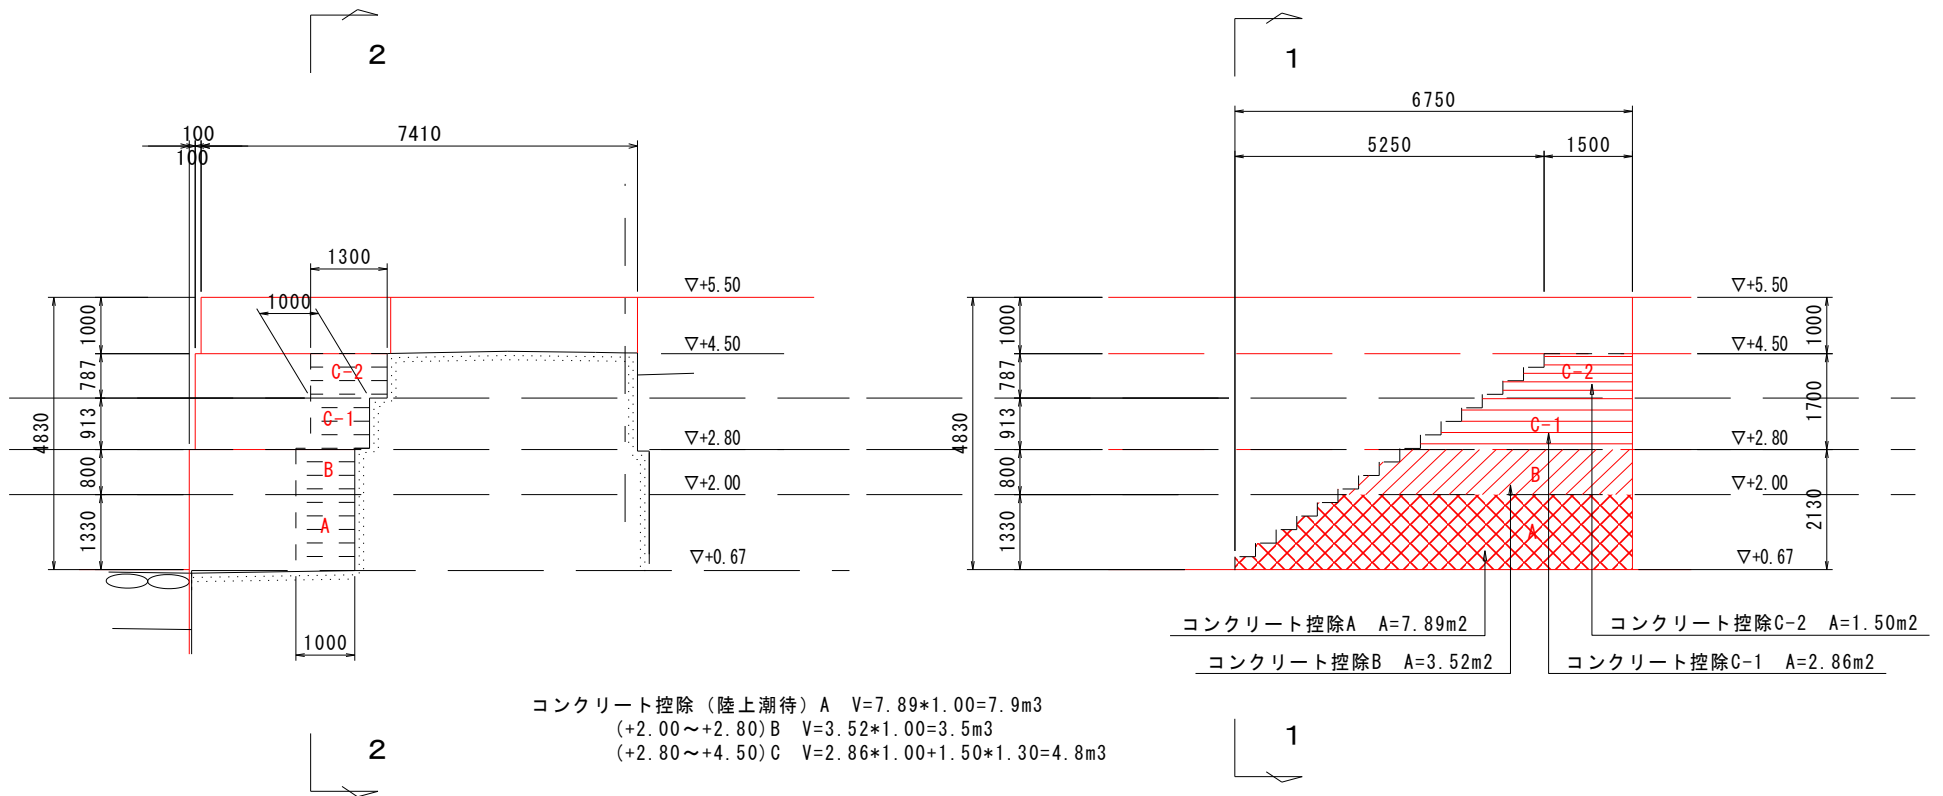 2
1
100
100
7410
6750
5250
1500
1300
1000
▽+5.50
▽+4.50
▽+2.80
▽+2.00
▽+0.67
4830
1000
787
913
800
1330
C-2
C-1
B
A
1000
▽+5.50
▽+4.50
▽+2.80
▽+2.00
▽+0.67
4830
1000
787
913
800
1330
C-2
C-1
B
A
1000
1700
2130
コンクリート控除A A=7.89m2
コンクリート控除C-2 A=1.50m2
コンクリート控除B A=3.52m2
コンクリート控除C-1 A=2.86m2
コンクリート控除（陸上潮待）A V=7.89*1.00=7.9m3
(+2.00～+2.80)B V=3.52*1.00=3.5m3
(+2.80～+4.50)C V=2.86*1.00+1.50*1.30=4.8m3
2
1